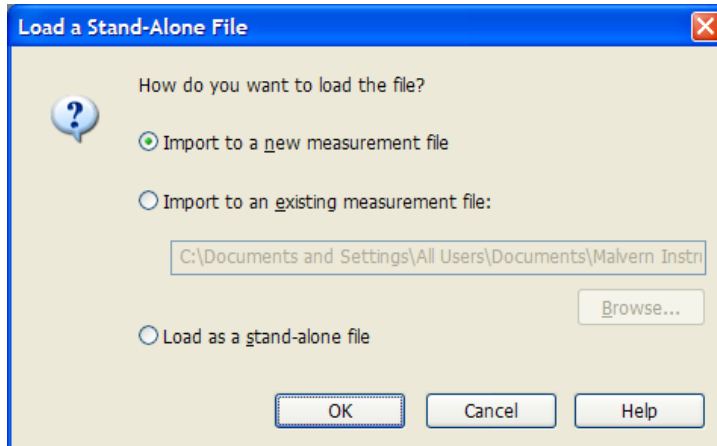 Load a Stand-Alone File
How do you want to load the file?
Import to a new measurement file
Import to an existing measurement file:
C:\Documents and Settings\All Users\Documents\Malvern Instru
Browse...
Load as a stand-alone file
OK Cancel Help